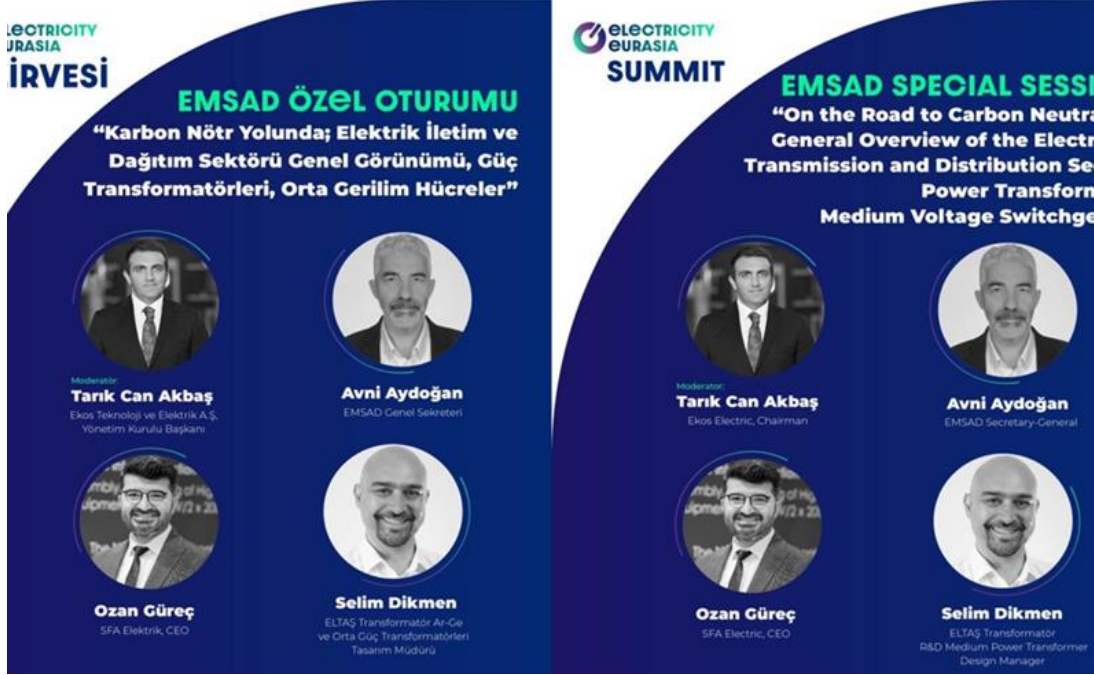 ELECTRICITY
EURASIA
ZİRVESİ
EMSAD ÖZEL OTURUMU
“Karbon Nötr Yolunda; Elektrik İletim ve
Dağıtım Sektörü Genel Görünümü, Güç
Transformatörleri, Orta Gerilim Hücreler”
Moderatör:
Tarık Can Akbaş
Ekos Teknoloji ve Elektrik A.Ş.
Yönetim Kurulu Başkanı
Avni Aydoğan
EMSAD Genel Sekreteri
Ozan Güreç
SFA Elektrik, CEO
Selim Dikmen
ELTAŞ Transformatör Ar-Ge
ve Orta Güç Transformatörleri
Tasarım Müdürü
ELECTRICITY
EURASIA
SUMMIT
EMSAD SPECIAL SESSI
“On the Road to Carbon Neutra
General Overview of the Electr
Transmission and Distribution Se
Power Transform
Medium Voltage Switchge
Moderator:
Tarık Can Akbaş
Ekos Electric, Chairman
Avni Aydoğan
EMSAD Secretary-General
Ozan Güreç
SFA Electric, CEO
Selim Dikmen
ELTAŞ Transformatör
R&D Medium Power Transformer
Design Manager